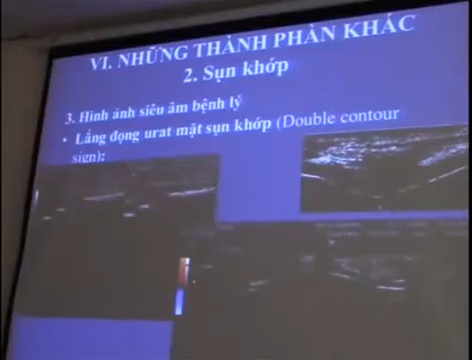 VI. NHỮNG THÀNH PHẦN KHÁC
2. Sụn khớp
3. Hình ảnh siêu âm bệnh lý
• Lắng đọng urat mặt sụn khớp (Double contour
sign):